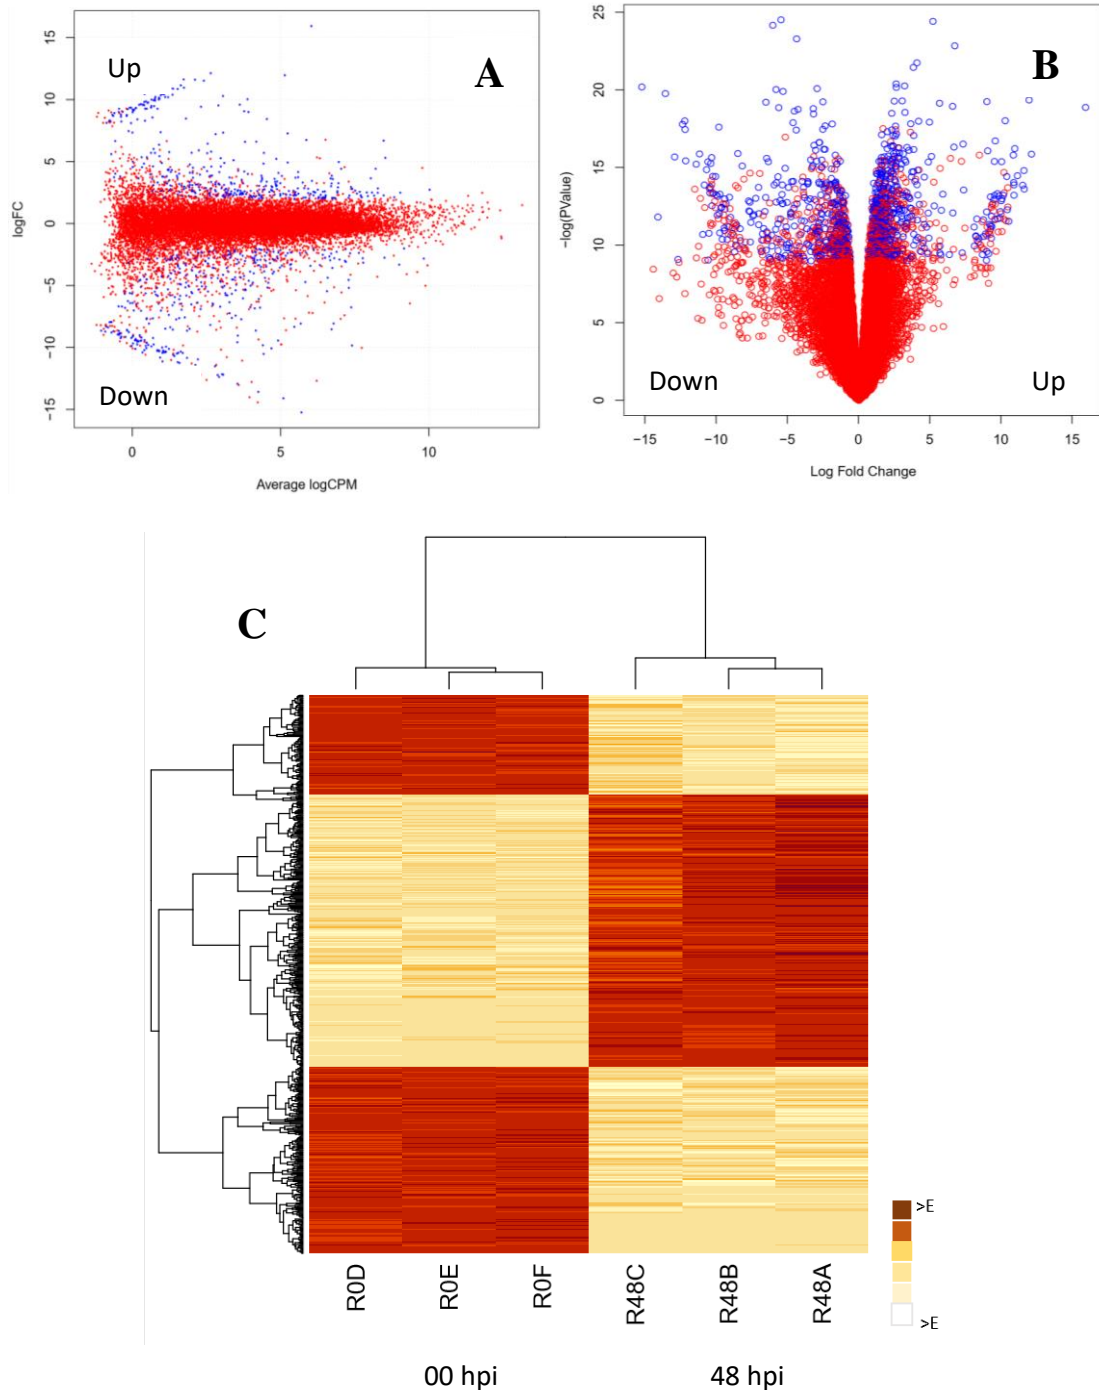 A
Up
Down
logFC
15
10
5
0
−5
−10
−15
0
5
10
Average logCPM
B
−log(PValue)
25
20
15
10
5
0
Down
Up
−15
−10
−5
0
5
10
15
Log Fold Change
C
>E
>E
R0D
R0E
R0F
R48C
R48B
R48A
00 hpi
48 hpi